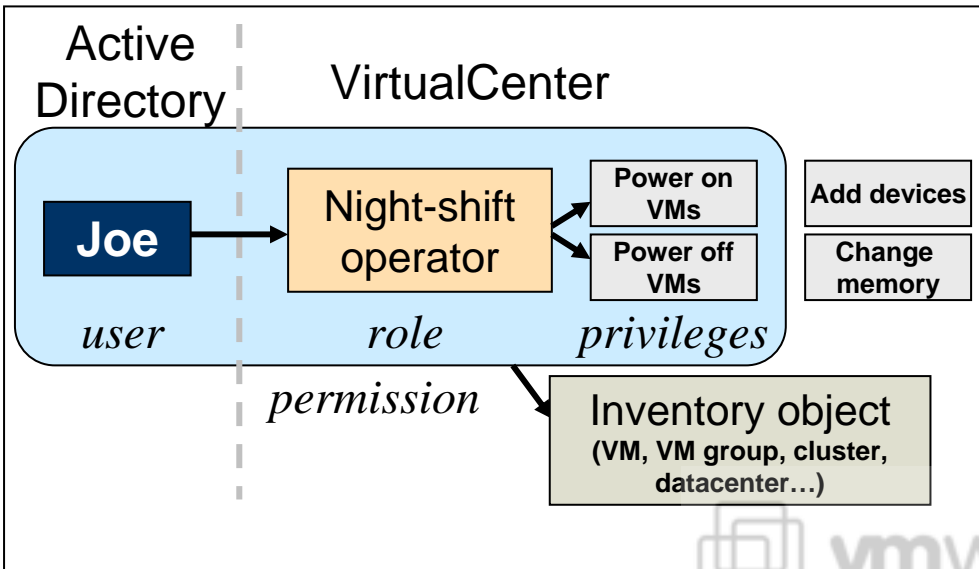 Active
Directory
VirtualCenter
Joe
Night-shift
operator
Power on
VMs
Power off
VMs
Add devices
Change
memory
user
role
privileges
permission
Inventory object
(VM, VM group, cluster,
datacenter…)